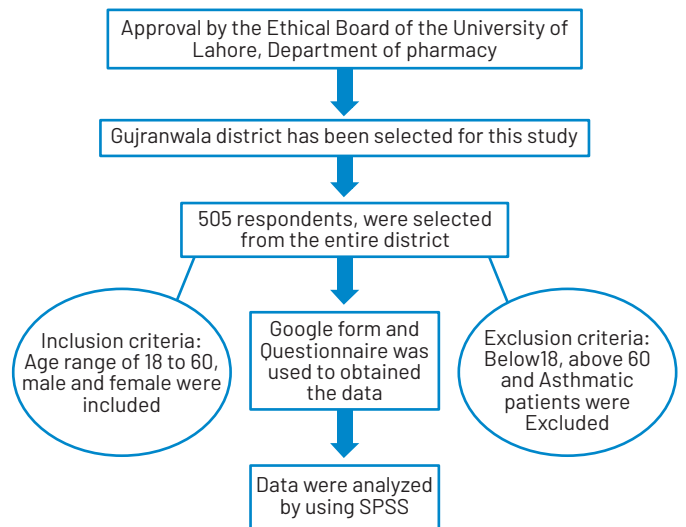 Approval by the Ethical Board of the University of
Lahore, Department of pharmacy
Gujranwala district has been selected for this study
505 respondents, were selected
from the entire district
Inclusion criteria:
Age range of 18 to 60,
male and female were
included
Google form and
Questionnaire was
used to obtained
the data
Exclusion criteria:
Below18, above 60
and Asthmatic
patients were
Excluded
Data were analyzed
by using SPSS